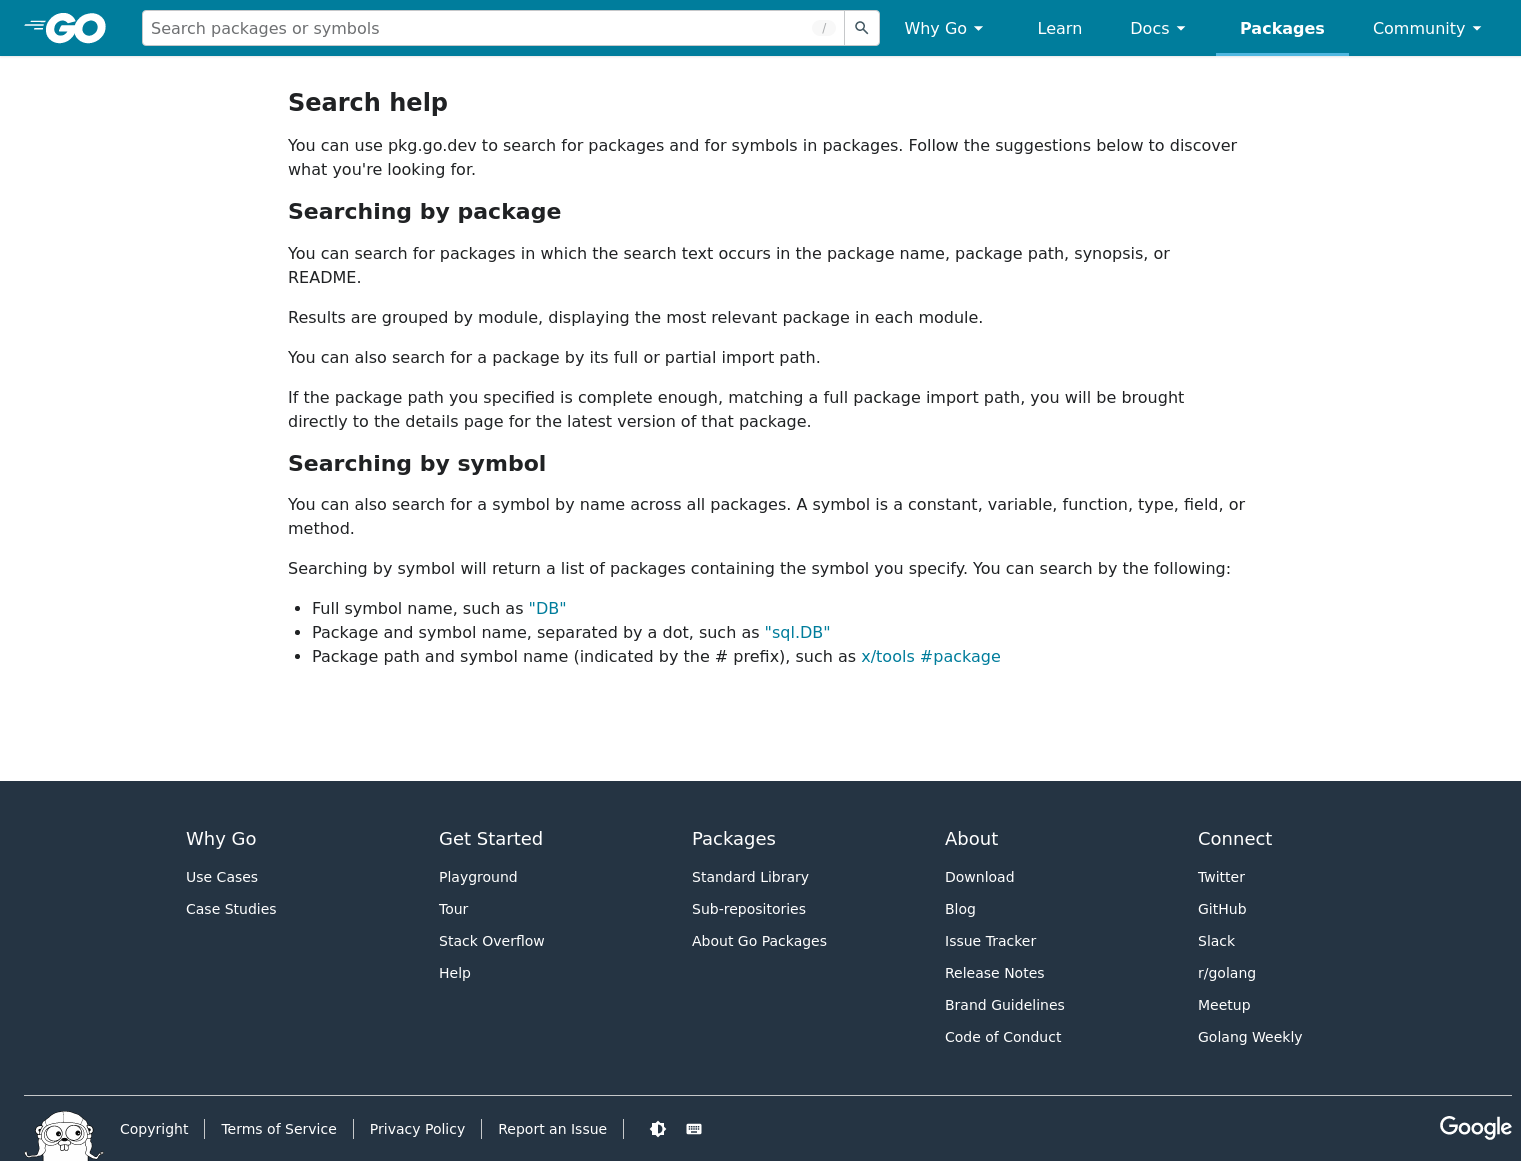 GO
Search packages or symbols
/
Why Go
Learn
Docs
Packages
Community
Search help
You can use pkg.go.dev to search for packages and for symbols in packages. Follow the suggestions below to discover
what you're looking for.
Searching by package
You can search for packages in which the search text occurs in the package name, package path, synopsis, or
README.
Results are grouped by module, displaying the most relevant package in each module.
You can also search for a package by its full or partial import path.
If the package path you specified is complete enough, matching a full package import path, you will be brought
directly to the details page for the latest version of that package.
Searching by symbol
You can also search for a symbol by name across all packages. A symbol is a constant, variable, function, type, field, or
method.
Searching by symbol will return a list of packages containing the symbol you specify. You can search by the following:
• Full symbol name, such as "DB"
• Package and symbol name, separated by a dot, such as "sql.DB"
• Package path and symbol name (indicated by the # prefix), such as x/tools #package
Why Go
Use Cases
Case Studies
Get Started
Playground
Tour
Stack Overflow
Help
Packages
Standard Library
Sub-repositories
About Go Packages
About
Download
Blog
Issue Tracker
Release Notes
Brand Guidelines
Code of Conduct
Connect
Twitter
GitHub
Slack
r/golang
Meetup
Golang Weekly
Copyright
Terms of Service
Privacy Policy
Report an Issue
Google